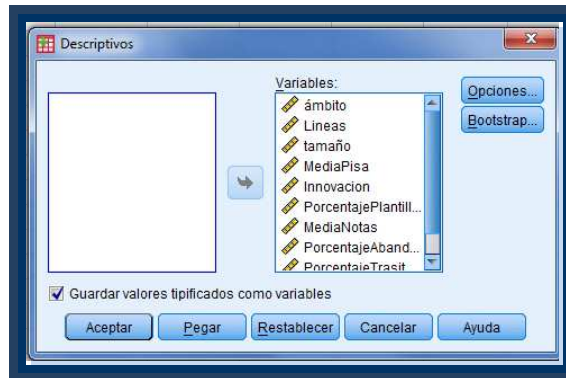 Descriptivos
Variables:
ámbito
Lineas
tamaño
MediaPisa
Innovacion
PorcentajePlantill...
MediaNotas
PorcentajeAband...
PorcentajeTrasit...
Opciones...
Bootstrap...
Guardar valores tipificados como variables
Aceptar
Pegar
Restablecer
Cancelar
Ayuda